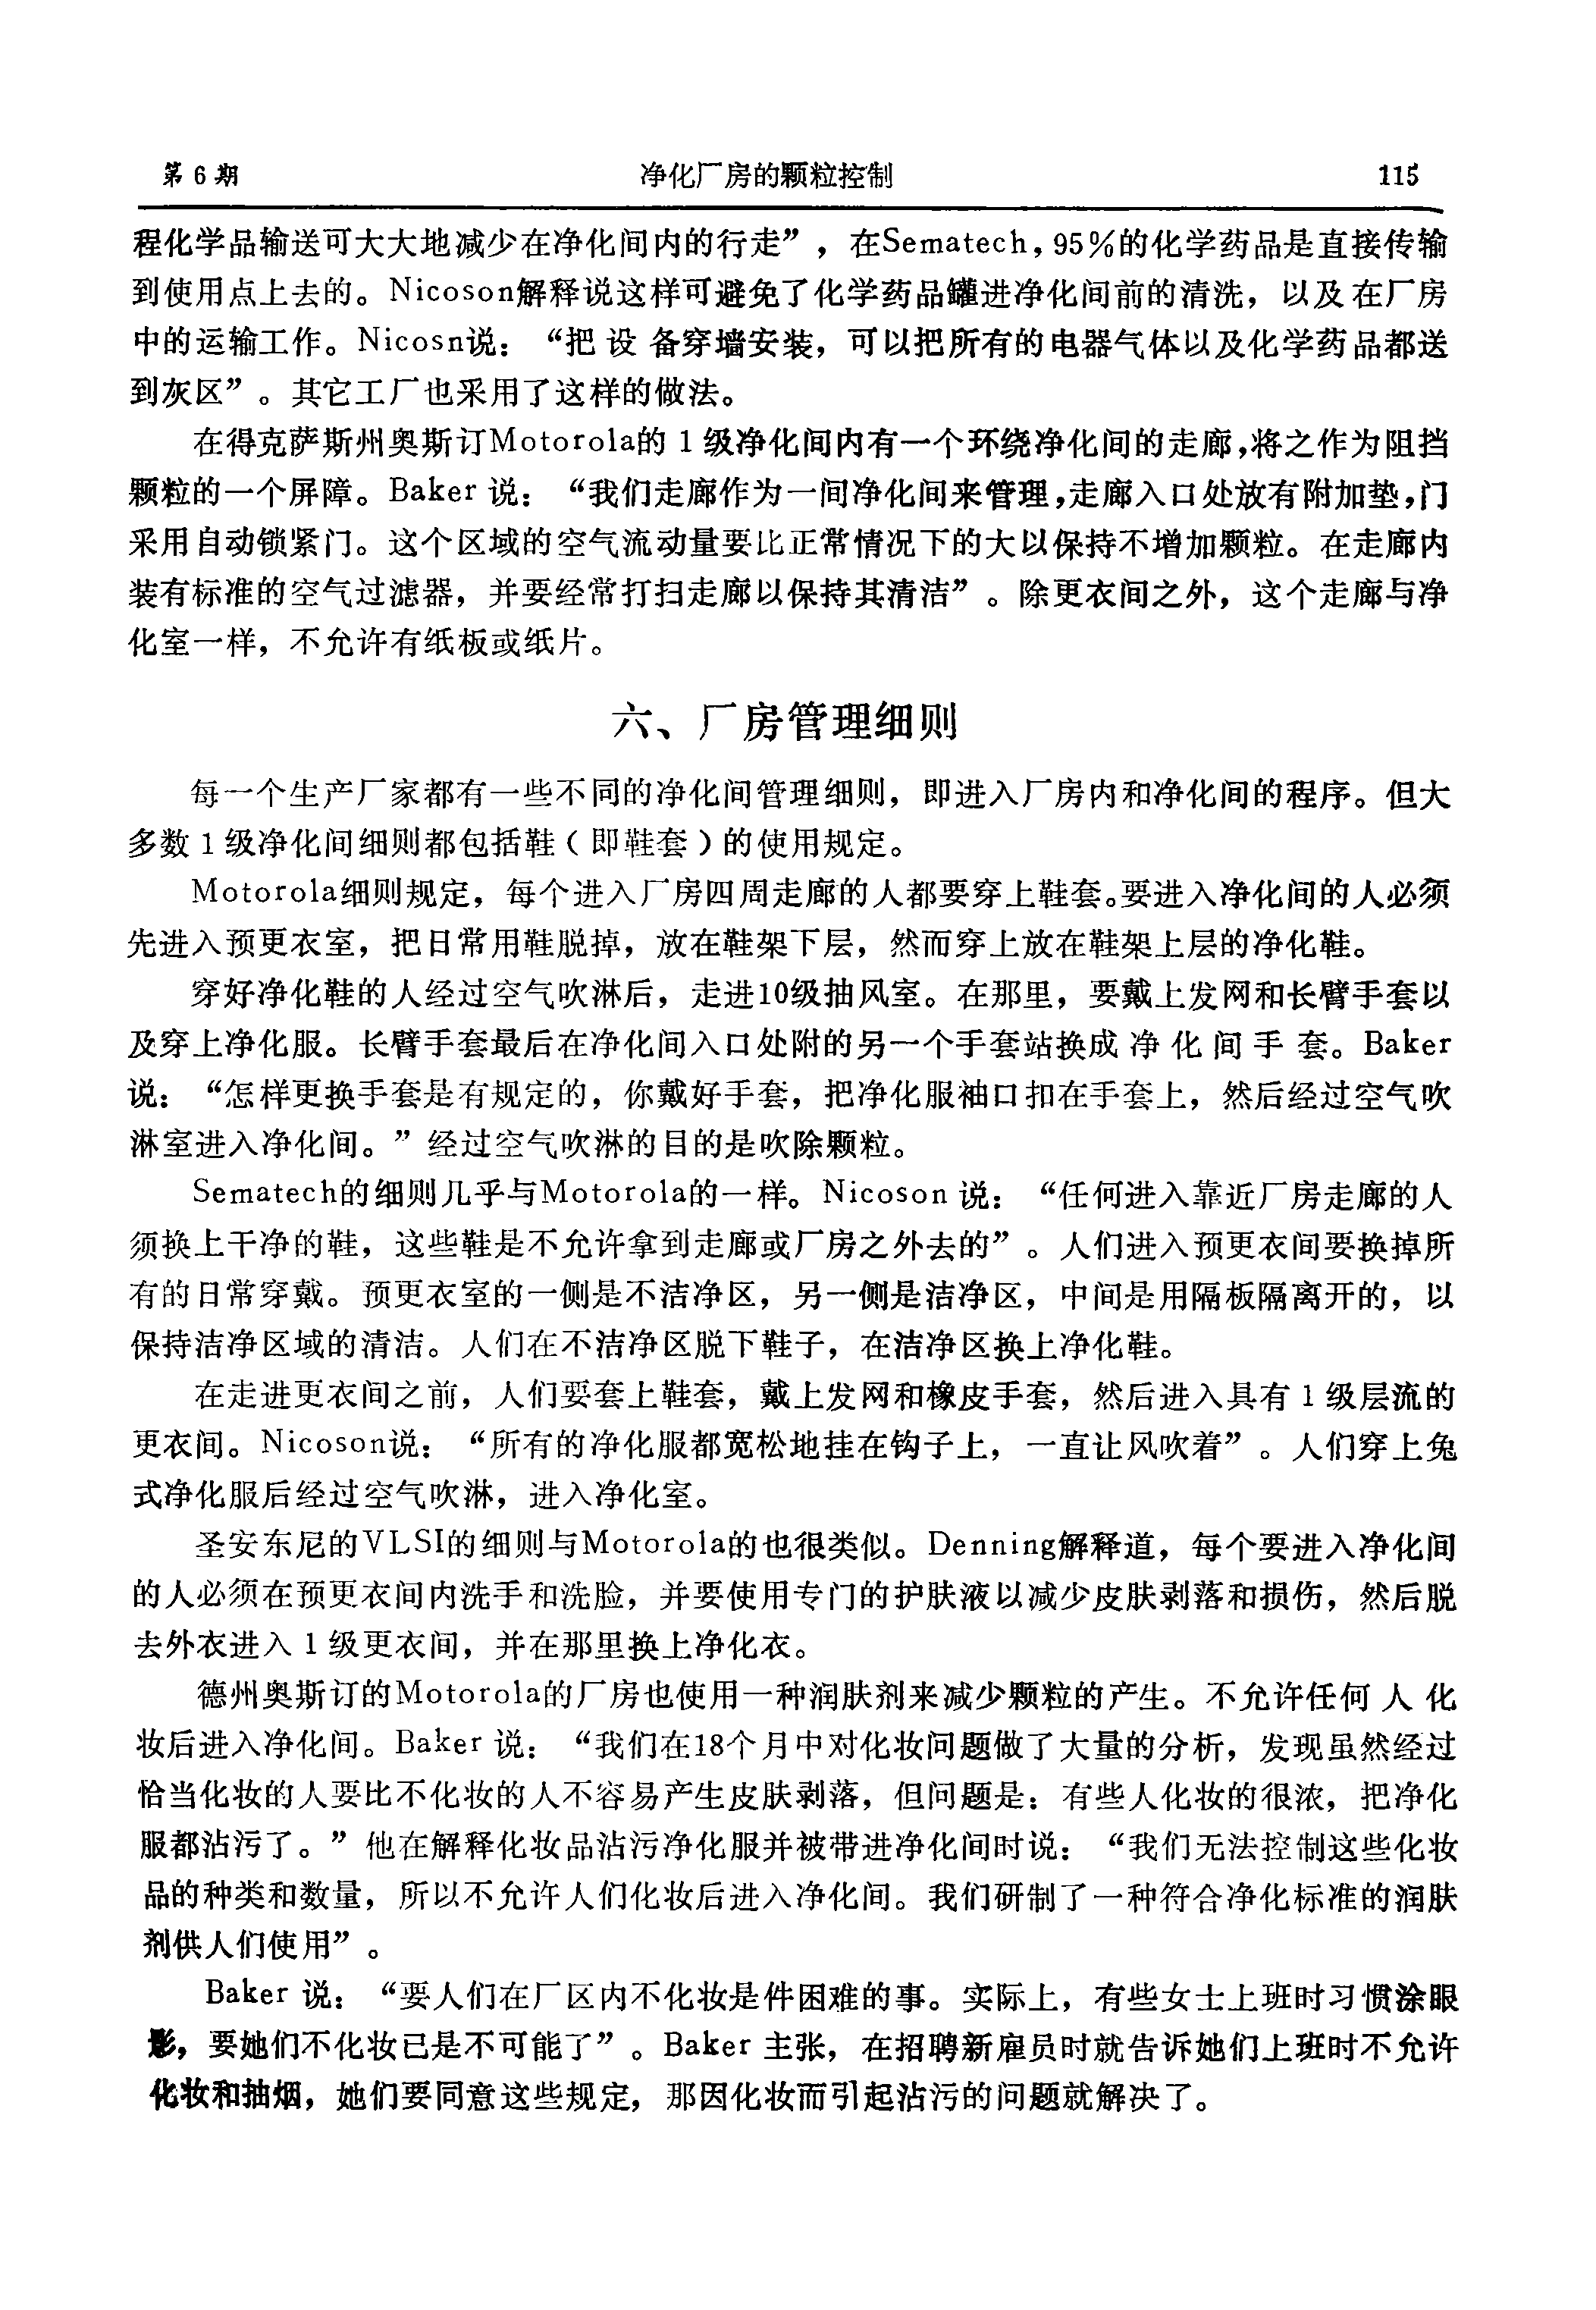 第6期
净化厂房的颗粒控制
115
程化学品输送可大大地减少在净化间内的行走”，在Sematech，95%的化学药品是直接传输
到使用点上去的。Nicoson解释说这样可避免了化学药品罐进净化间前的清洗，以及在厂房
中的运输工作。Nicosn说：“把设备穿墙安装，可以把所有的电器气体以及化学药品都送
到灰区”。其它工厂也采用了这样的做法。
在得克萨斯州奥斯订Motorola的1级净化间内有一个环绕净化间的走廊，将之作为阻挡
颗粒的一个屏障。Baker说：“我们走廊作为一间净化间来管理，走廊入口处放有附加垫，门
采用自动锁紧门。这个区域的空气流动量要比正常情况下的大以保持不增加颗粒。在走廊内
装有标准的空气过滤器，并要经常打扫走廊以保持其清洁”。除更衣间之外，这个走廊与净
化室一样，不允许有纸板或纸片。
六、厂房管理细则
每一个生产厂家都有一些不同的净化间管理细则，即进入厂房内和净化间的程序。但大
多数1级净化间细则都包括鞋（即鞋套）的使用规定。
Motorola细则规定，每个进入厂房四周走廊的人都要穿上鞋套。要进入净化间的人必须
先进入预更衣室，把日常用鞋脱掉，放在鞋架下层，然而穿上放在鞋架上层的净化鞋。
穿好净化鞋的人经过空气吹淋后，走进10级抽风室。在那里，要戴上发网和长臂手套以
及穿上净化服。长臂手套最后在净化间入口处附的另一个手套站换成净化间手套。Baker
说：“怎样更换手套是有规定的，你戴好手套，把净化服袖口扣在手套上，然后经过空气吹
淋室进入净化间。”经过空气吹淋的目的是吹除颗粒。
Sematech的细则几乎与Motorola的一样。Nicoson说：“任何进入靠近厂房走廊的人
须换上干净的鞋，这些鞋是不允许拿到走廊或厂房之外去的”。人们进入预更衣间要换掉所
有的日常穿戴。预更衣室的一侧是不洁净区，另一侧是洁净区，中间是用隔板隔离开的，以
保持洁净区域的清洁。人们在不洁净区脱下鞋子，在洁净区换上净化鞋。
在走进更衣间之前，人们要套上鞋套，戴上发网和橡皮手套，然后进入具有1级层流的
更衣间。Nicoson说：“所有的净化服都宽松地挂在钩子上，一直让风吹着”。人们穿上兔
式净化服后经过空气吹淋，进入净化室。
圣安东尼的VLSI的细则与Motorola的也很类似。Denning解释道，每个要进入净化间
的人必须在预更衣间内洗手和洗脸，并要使用专门的护肤液以减少皮肤剥落和损伤，然后脱
去外衣进入1级更衣间，并在那里换上净化衣。
德州奥斯订的Motorola的厂房也使用一种润肤剂来减少颗粒的产生。不允许任何人化
妆后进入净化间。Baker说：“我们在18个月中对化妆问题做了大量的分析，发现虽然经过
恰当化妆的人要比不化妆的人不容易产生皮肤剥落，但问题是：有些人化妆的很浓，把净化
服都沾污了。”他在解释化妆品沾污净化服并被带进净化间时说：“我们无法控制这些化妆
品的种类和数量，所以不允许人们化妆后进入净化间。我们研制了一种符合净化标准的润肤
剂供人们使用”。
Baker说：“要人们在厂区内不化妆是件困难的事。实际上，有些女士上班时习惯涂眼
影，要她们不化妆已是不可能了”。Baker主张，在招聘新雇员时就告诉她们上班时不允许
化妆和抽烟，她们要同意这些规定，那因化妆而引起沾污的问题就解决了。